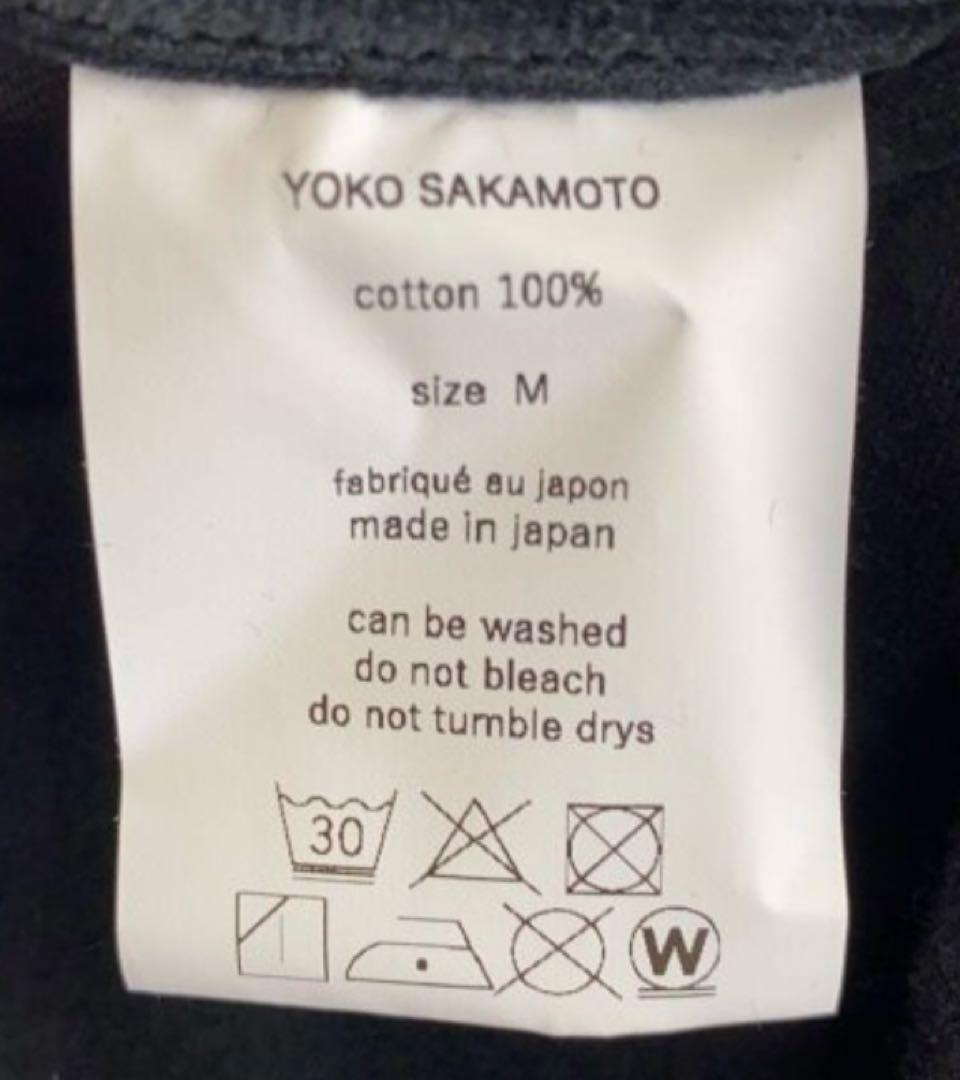 YOKO SAKAMOTO
cotton 100%
size M
fabriqué au japon
made in japan
can be washed
do not bleach
do not tumble drys
30
W